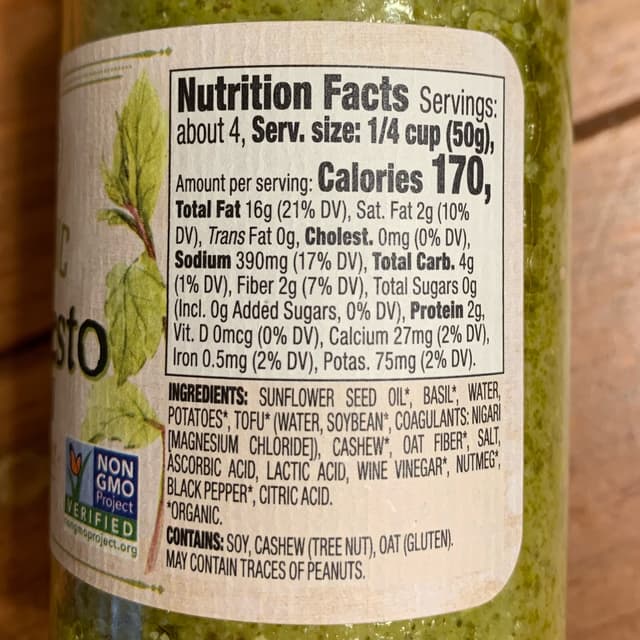 Nutrition Facts Servings:
about 4, Serv. size: 1/4 cup (50g),
Amount per serving: Calories 170,
Total Fat 16g (21% DV), Sat. Fat 2g (10%
DV), Trans Fat 0g, Cholest. 0mg (0% DV),
Sodium 390mg (17% DV), Total Carb. 4g
(1% DV), Fiber 2g (7% DV), Total Sugars 0g
(Incl. 0g Added Sugars, 0% DV), Protein 2g,
Vit. D 0mcg (0% DV), Calcium 27mg (2% DV),
Iron 0.5mg (2% DV), Potas. 75mg (2% DV).
INGREDIENTS: SUNFLOWER SEED OIL*, BASIL*, WATER,
POTATOES*, TOFU* (WATER, SOYBEAN*, COAGULANTS: NIGARI
[MAGNESIUM CHLORIDE]), CASHEW*, OAT FIBER*, SALT,
ASCORBIC ACID, LACTIC ACID, WINE VINEGAR*, NUTMEG*,
BLACK PEPPER*, CITRIC ACID.
*ORGANIC.
CONTAINS: SOY, CASHEW (TREE NUT), OAT (GLUTEN).
MAY CONTAIN TRACES OF PEANUTS.
IC
sto
NON
GMO
Project
VERIFIED
nongmoproject.org